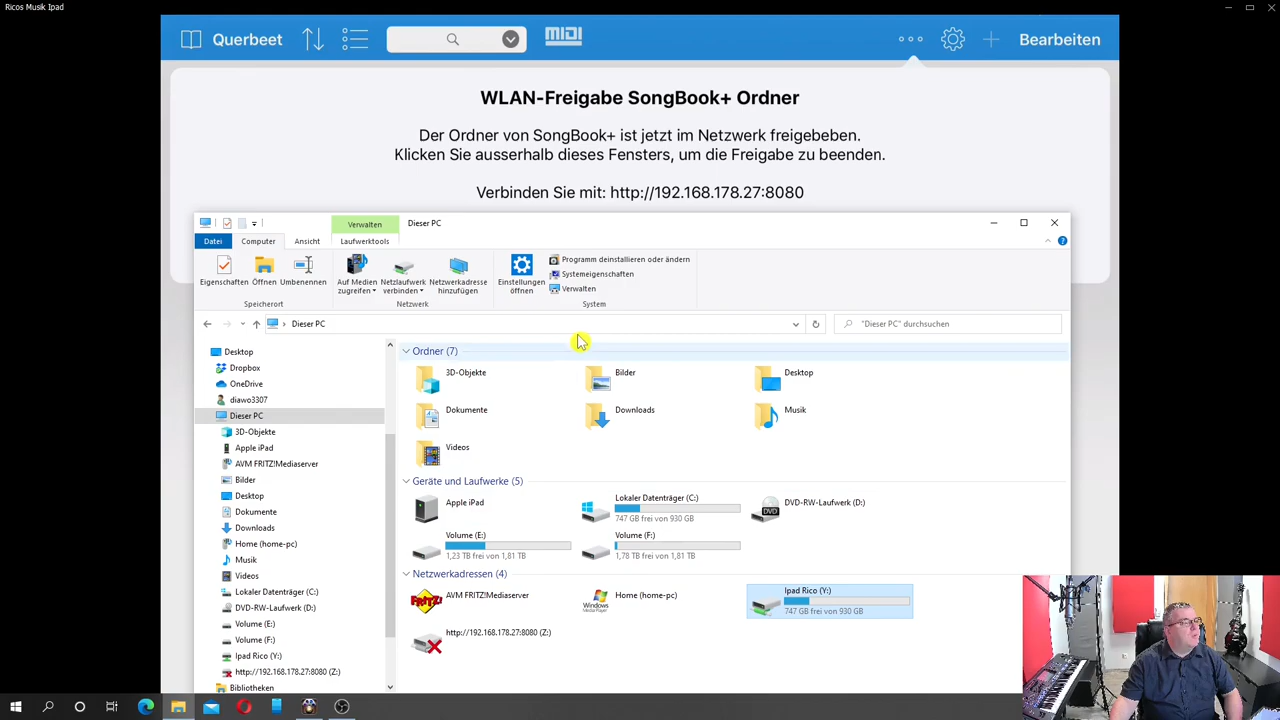 Ricos Musik Ipad
Querbeet
MIDI
Bearbeiten
WLAN-Freigabe SongBook+ Ordner
Der Ordner von SongBook+ ist jetzt im Netzwerk freigebeben.
Klicken Sie ausserhalb dieses Fensters, um die Freigabe zu beenden.
Verbinden Sie mit: http://192.168.178.27:8080
Verwalten
Dieser PC
Datei
Computer
Ansicht
Laufwerktools
Eigenschaften
Öffnen
Umbenennen
Auf Medien
zugreifen
Netzlaufwerk
verbinden
Netzwerkadresse
hinzufügen
Einstellungen
öffnen
Programm deinstallieren oder ändern
Systemeigenschaften
Verwalten
Speicherort
Netzwerk
System
Dieser PC
"Dieser PC" durchsuchen
Desktop
Dropbox
OneDrive
diawo3307
Dieser PC
3D-Objekte
Apple iPad
AVM FRITZ!Mediaserver
Bilder
Desktop
Dokumente
Downloads
Home (home-pc)
Musik
Videos
Lokaler Datenträger (C:)
DVD-RW-Laufwerk (D:)
Volume (E:)
Volume (F:)
Ipad Rico (Y:)
http://192.168.178.27:8080 (Z:)
Bibliotheken
Ordner (7)
3D-Objekte
Bilder
Desktop
Dokumente
Downloads
Musik
Videos
Geräte und Laufwerke (5)
Apple iPad
Lokaler Datenträger (C:)
747 GB frei von 930 GB
DVD
DVD-RW-Laufwerk (D:)
Volume (E:)
1,23 TB frei von 1,81 TB
Volume (F:)
1,78 TB frei von 1,81 TB
Netzwerkadressen (4)
FRITZ!
AVM FRITZ!Mediaserver
Windows
Media Player
Home (home-pc)
Ipad Rico (Y:)
747 GB frei von 930 GB
http://192.168.178.27:8080 (Z:)